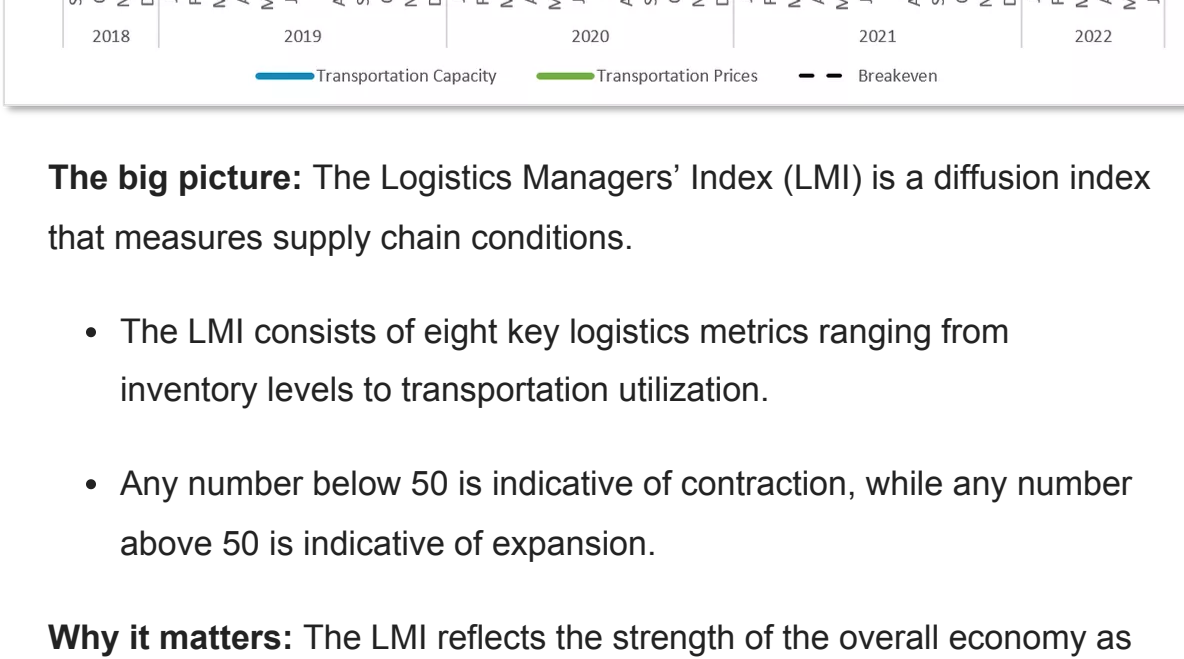 2018 2019 2020 2021 2022
Transportation Capacity Transportation Prices Breakeven
The big picture: The Logistics Managers’ Index (LMI) is a diffusion index
that measures supply chain conditions.
• The LMI consists of eight key logistics metrics ranging from
inventory levels to transportation utilization.
• Any number below 50 is indicative of contraction, while any number
above 50 is indicative of expansion.
Why it matters: The LMI reflects the strength of the overall economy as